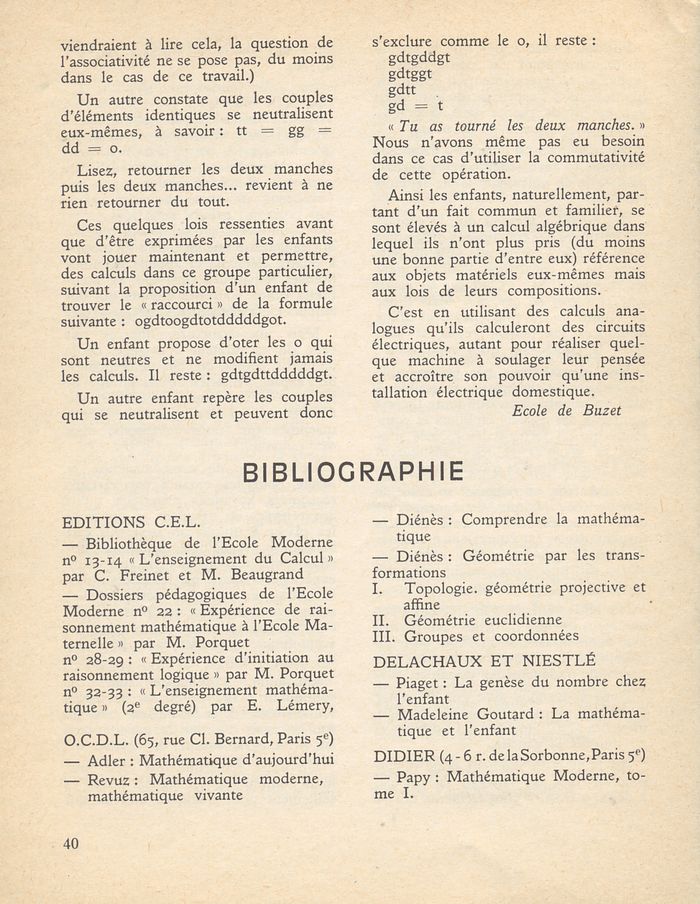 viendraient à lire cela, la question de
l'associativité ne se pose pas, du moins
dans le cas de ce travail.)
Un autre constate que les couples
d'éléments identiques se neutralisent
eux-mêmes, à savoir : tt = gg =
dd = o.
Lisez, retourner les deux manches
puis les deux manches... revient à ne
rien retourner du tout.
Ces quelques lois ressenties avant
que d'être exprimées par les enfants
vont jouer maintenant et permettre,
des calculs dans ce groupe particulier,
suivant la proposition d'un enfant de
trouver le « raccourci » de la formule
suivante : ogdtoogdtotdddddgot.
Un enfant propose d'oter les o qui
sont neutres et ne modifient jamais
les calculs. Il reste : gdtgdttdddddgt.
Un autre enfant repère les couples
qui se neutralisent et peuvent donc
s'exclure comme le o, il reste :
gdtgddgt
gdtggt
gdtt
gd = t
« Tu as tourné les deux manches. »
Nous n'avons même pas eu besoin
dans ce cas d'utiliser la commutativité
de cette opération.
Ainsi les enfants, naturellement, par-
tant d'un fait commun et familier, se
sont élevés à un calcul algébrique dans
lequel ils n'ont plus pris (du moins
une bonne partie d'entre eux) référence
aux objets matériels eux-mêmes mais
aux lois de leurs compositions.
C'est en utilisant des calculs ana-
logues qu'ils calculeront des circuits
électriques, autant pour réaliser quel-
que machine à soulager leur pensée
et accroître son pouvoir qu'une ins-
tallation électrique domestique.
Ecole de Buzet
BIBLIOGRAPHIE
EDITIONS C.E.L.
— Bibliothèque de l'Ecole Moderne
nº 13-14 « L'enseignement du Calcul »
par C. Freinet et M. Beaugrand
— Dossiers pédagogiques de l'Ecole
Moderne nº 22 : « Expérience de rai-
sonnement mathématique à l'Ecole Ma-
ternelle » par M. Porquet
nº 28-29 : « Expérience d'initiation au
raisonnement logique » par M. Porquet
nº 32-33 : « L'enseignement mathéma-
tique » (2e degré) par E. Lémery,
O.C.D.L. (65, rue Cl. Bernard, Paris 5e)
— Adler : Mathématique d'aujourd'hui
— Revuz : Mathématique moderne,
mathématique vivante
— Diénès : Comprendre la mathéma-
tique
— Diénès : Géométrie par les trans-
formations
I. Topologie. géométrie projective et
affine
II. Géométrie euclidienne
III. Groupes et coordonnées
DELACHAUX ET NIESTLÉ
— Piaget : La genèse du nombre chez
l'enfant
— Madeleine Goutard : La mathéma-
tique et l'enfant
DIDIER (4 - 6 r. de la Sorbonne, Paris 5e)
— Papy : Mathématique Moderne, to-
me I.
40